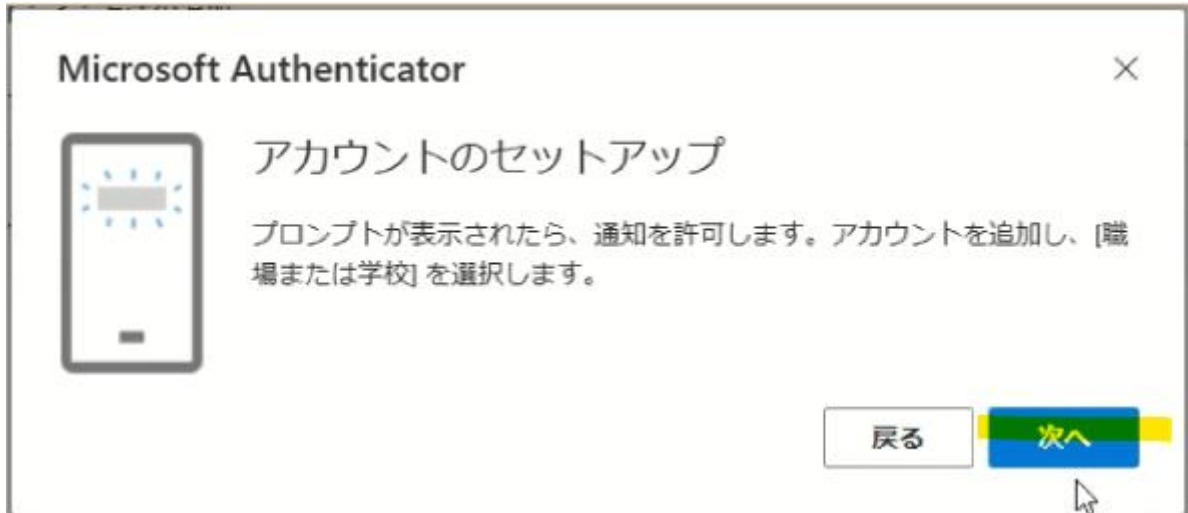 Microsoft Authenticator
アカウントのセットアップ
プロンプトが表示されたら、通知を許可します。アカウントを追加し、[職
場または学校] を選択します。
戻る
次へ